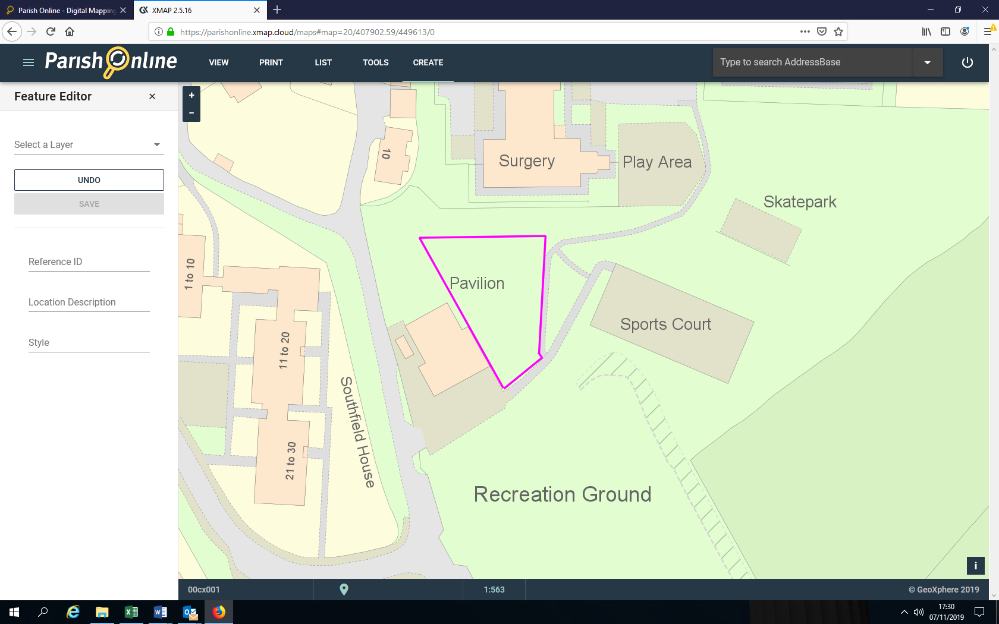 Parish Online - Digital Mapping
XMAP 2.5.16
https://parishonline.xmap.cloud/maps#map=20/407902.59/449613/0
Parish Online
VIEW
PRINT
LIST
TOOLS
CREATE
Type to search AddressBase
Feature Editor
Select a Layer
UNDO
SAVE
Reference ID
Location Description
Style
10
Surgery
Play Area
Skatepark
Pavilion
1 to 10
Sports Court
11 to 20
Southfield House
21 to 30
Recreation Ground
00cx001
1:563
© GeoXphere 2019
17:30
07/11/2019